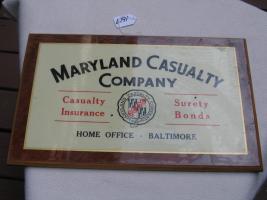 MARYLAND CASUALTY
COMPANY
Casualty Surety
Insurance Bonds
HOME OFFICE - BALTIMORE